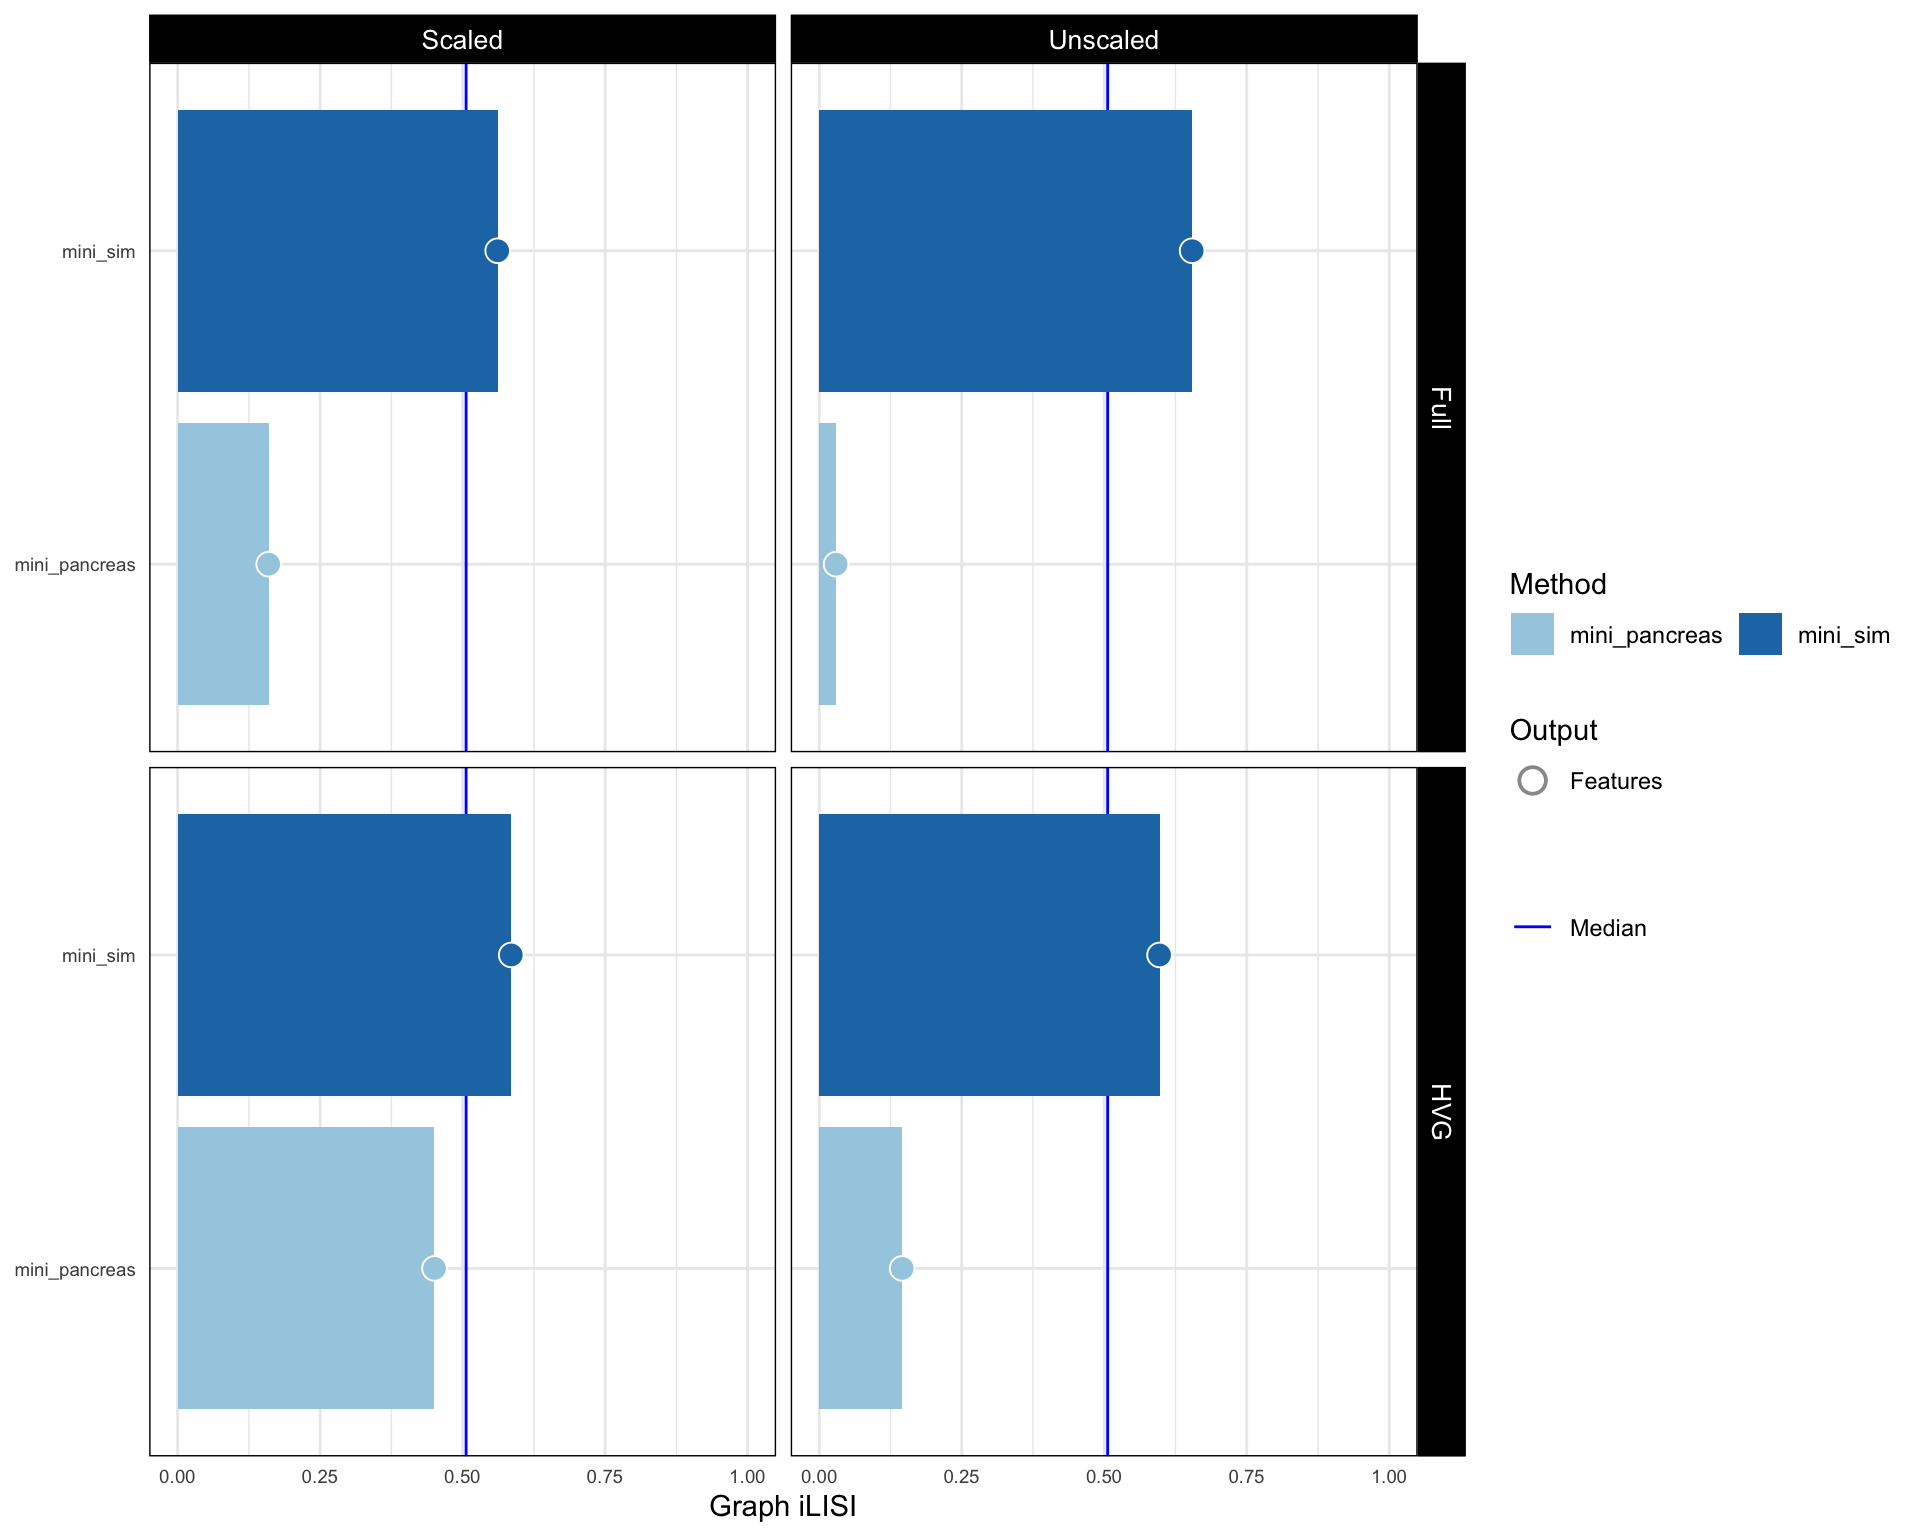 Scaled
Unscaled
mini_sim
mini_pancreas
Full
mini_sim
mini_pancreas
HVG
0.00 0.25 0.50 0.75 1.00
0.00 0.25 0.50 0.75 1.00
Graph iLISI
Method
mini_pancreas
mini_sim
Output
Features
Median